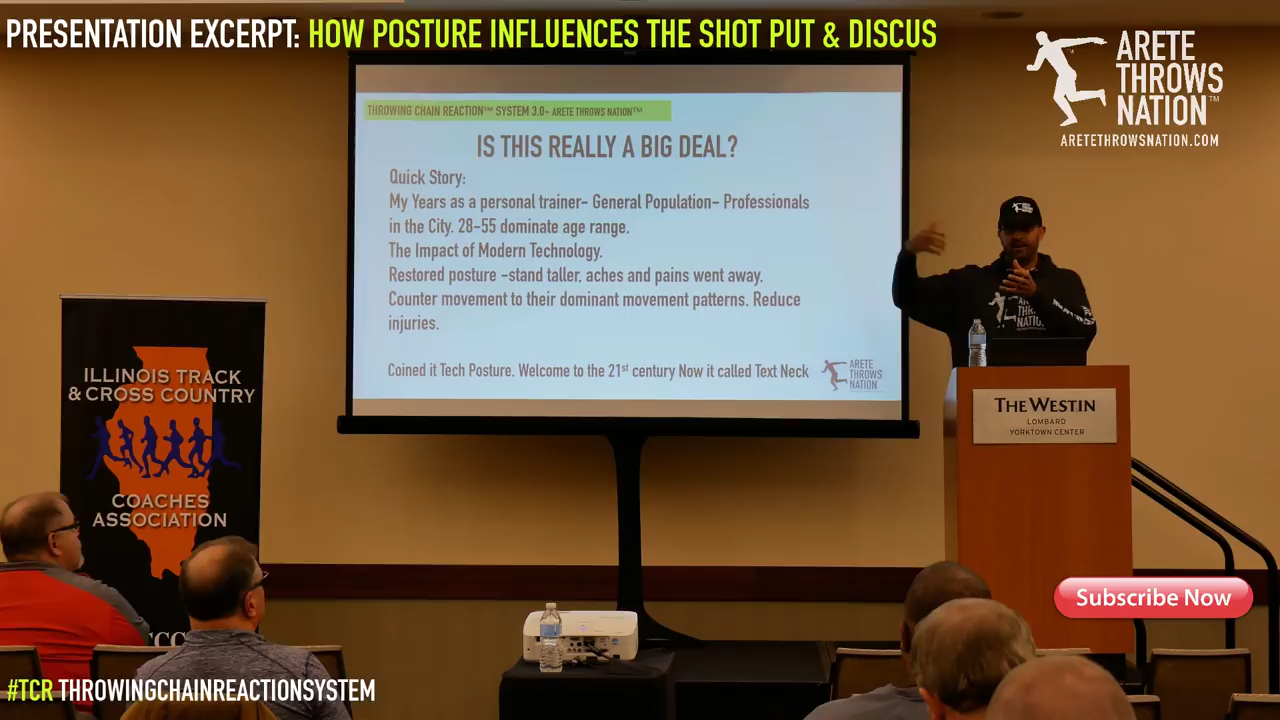 PRESENTATION EXCERPT: HOW POSTURE INFLUENCES THE SHOT PUT & DISCUS
ARETE
THROWS
NATION™
ARETETHROWSNATION.COM
THROWING CHAIN REACTION™ SYSTEM 3.0- ARETE THROWS NATION™
IS THIS REALLY A BIG DEAL?
Quick Story:
My Years as a personal trainer- General Population- Professionals
in the City. 28-55 dominate age range.
The Impact of Modern Technology.
Restored posture -stand taller, aches and pains went away.
Counter movement to their dominant movement patterns. Reduce
injuries.
Coined it Tech Posture. Welcome to the 21st century Now it called Text Neck
ARETE
THROWS
NATION
ILLINOIS TRACK
& CROSS COUNTRY
COACHES
ASSOCIATION
THE WESTIN
LOMBARD
YORKTOWN CENTER
Subscribe Now
#TCR THROWINGCHAINREACTIONSYSTEM